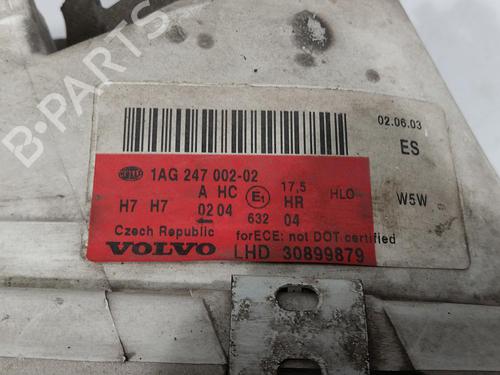 B-PARTS
02.06.03
HELLA 1AG 247 002-02
ES
A HC E1 17,5 HLO
H7 H7 02 04 HR W5W
632 04
Czech Republic forECE: not DOT certified
VOLVO LHD 30899879